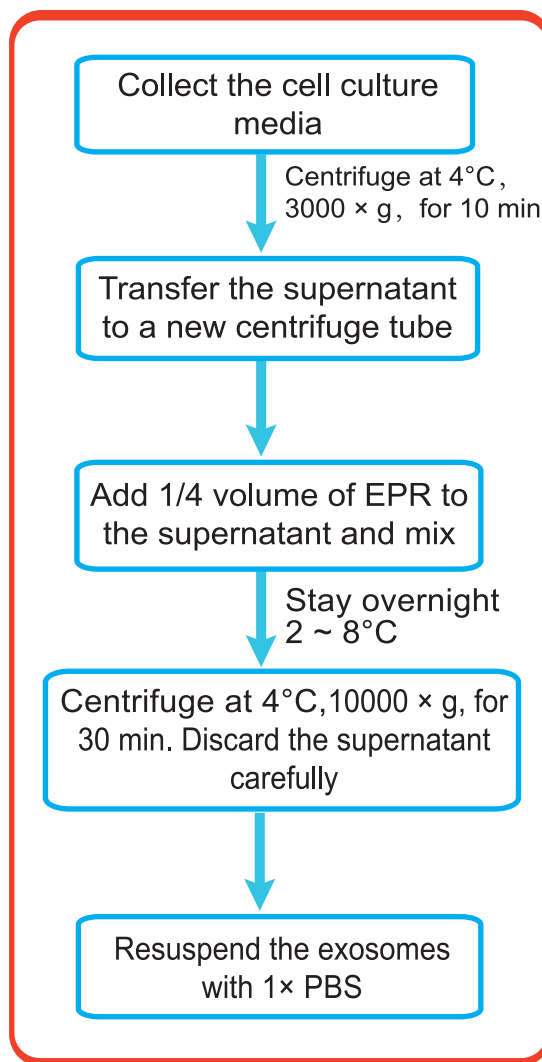 Collect the cell culture
media
Centrifuge at 4°C，
3000 × g， for 10 min
Transfer the supernatant
to a new centrifuge tube
Add 1/4 volume of EPR to
the supernatant and mix
Stay overnight
2 ~ 8°C
Centrifuge at 4°C,10000 × g, for
30 min. Discard the supernatant
carefully
Resuspend the exosomes
with 1× PBS